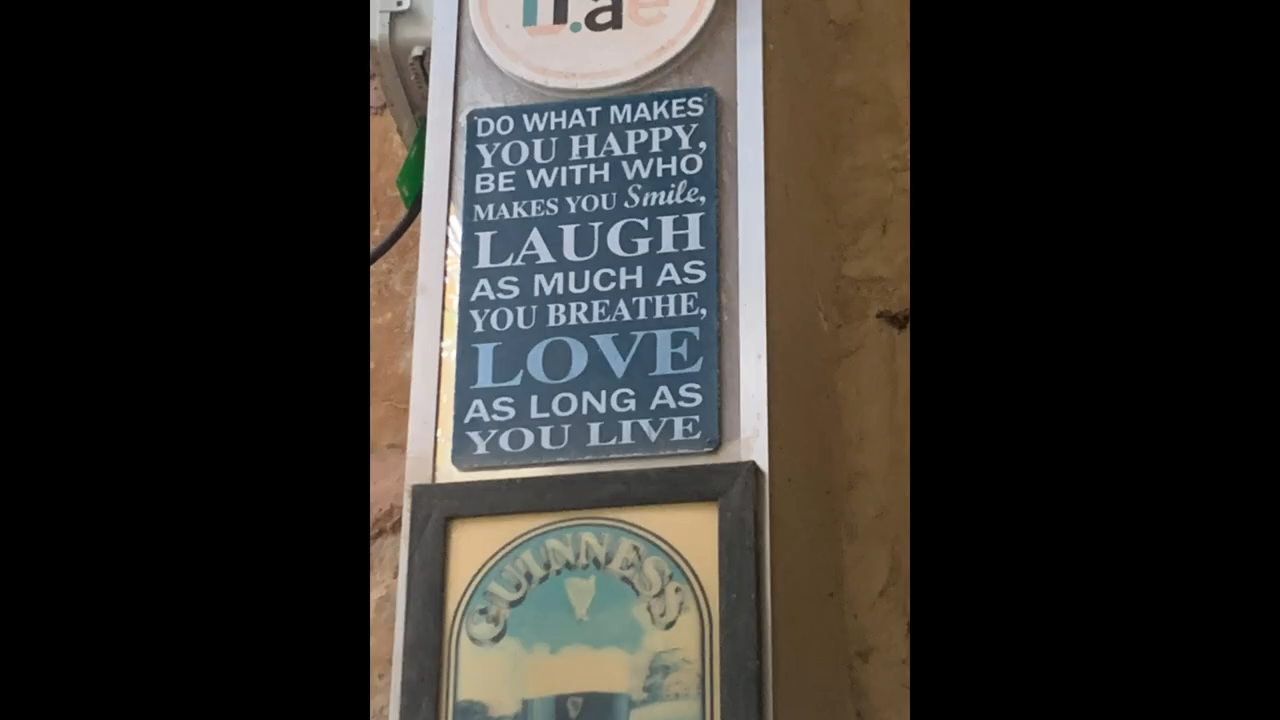 DO WHAT MAKES
YOU HAPPY,
BE WITH WHO
MAKES YOU Smile,
LAUGH
AS MUCH AS
YOU BREATHE,
LOVE
AS LONG AS
YOU LIVE
GUINNESS